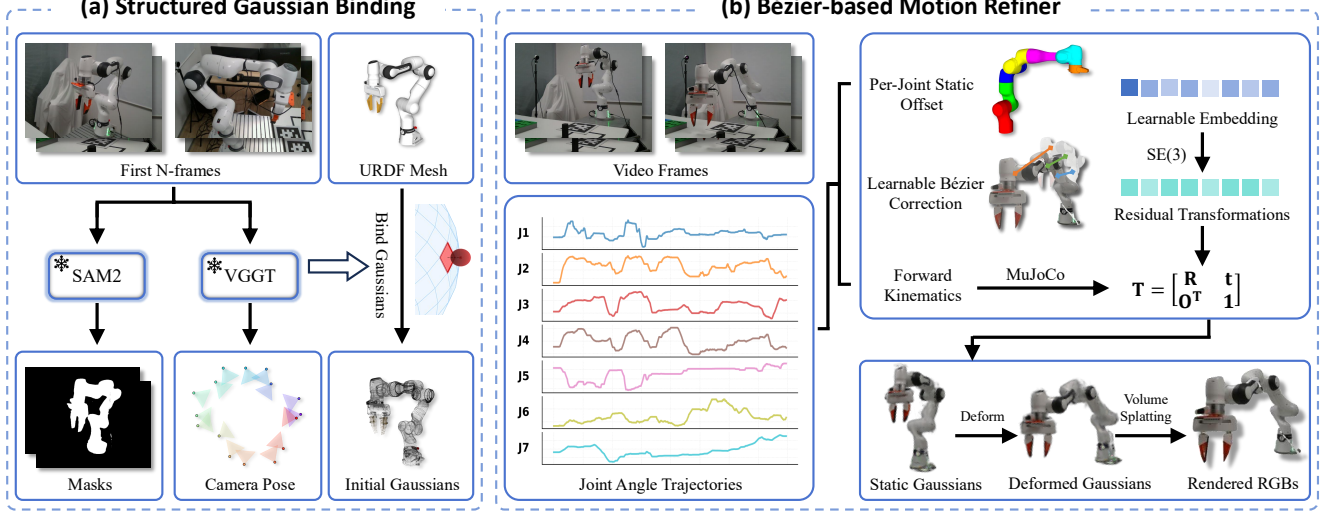 (a) Structured Gaussian Binding
First N-frames
URDF Mesh
SAM2
VGGT
Bind Gaussians
Masks
Camera Pose
Initial Gaussians
(b) Bézier-based Motion Refiner
Video Frames
J1
J2
J3
J4
J5
J6
J7
Joint Angle Trajectories
Per-Joint Static
Offset
Learnable Embedding
SE(3)
Learnable Bézier
Correction
Residual Transformations
Forward
Kinematics
MuJoCo
T = [R t
O^T 1]
Static Gaussians
Deform
Deformed Gaussians
Volume
Splatting
Rendered RGBs